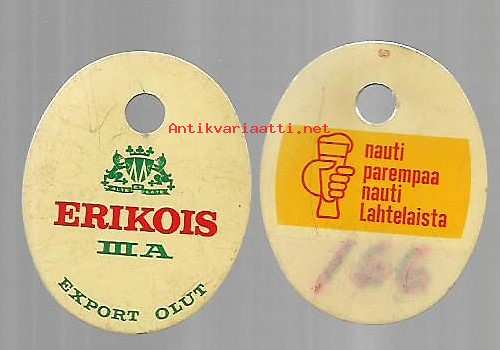 Antikvariaatti.net
ERIKOIS
III A
EXPORT OLUT
nauti
parempaa
nauti
Lahtelaista
166